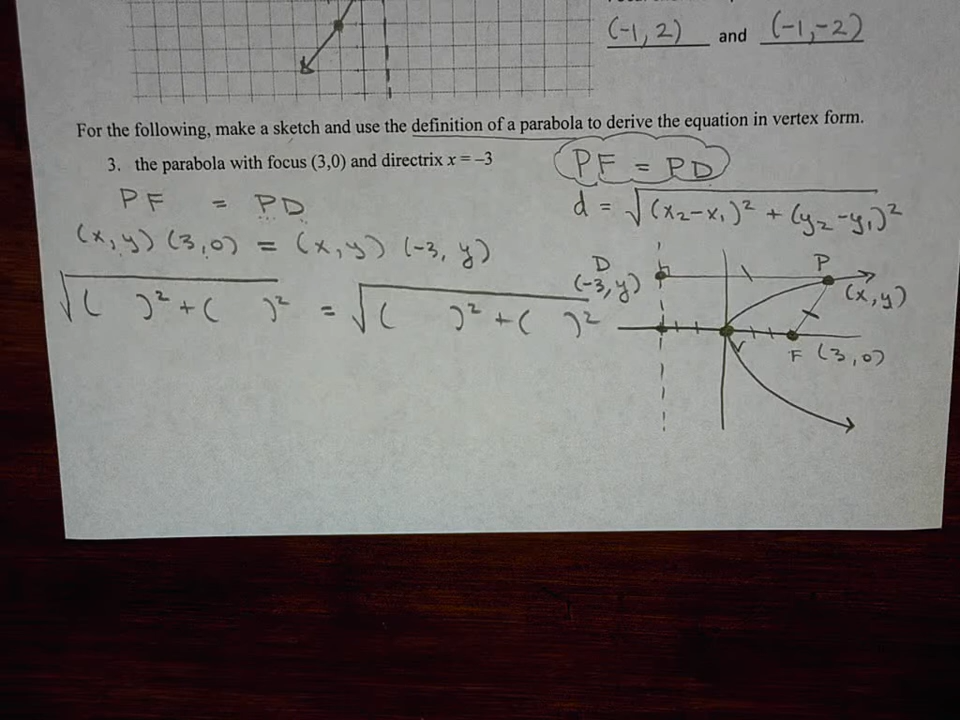 (-1, 2) and (-1, -2)
For the following, make a sketch and use the definition of a parabola to derive the equation in vertex form.
3. the parabola with focus (3,0) and directrix x = –3
PF = PD
PF = PD
d = √(x₂-x₁)² + (y₂-y₁)²
(x, y) (3, 0) = (x, y) (-3, y)
√( )² + ( )² = √( )² + ( )²
D
(-3, y)
P
(x, y)
V
F (3, 0)